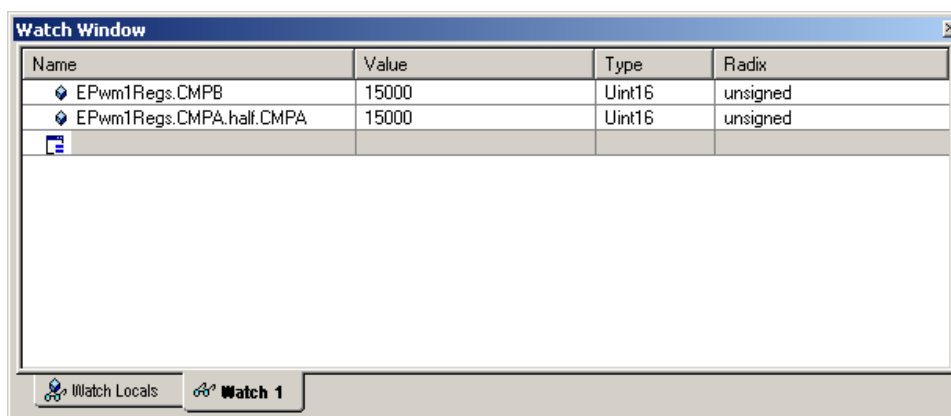 Watch Window
Name Value Type Radix
EPwm1Regs.CMPB 15000 Uint16 unsigned
EPwm1Regs.CMPA.half.CMPA 15000 Uint16 unsigned
Watch Locals Watch 1